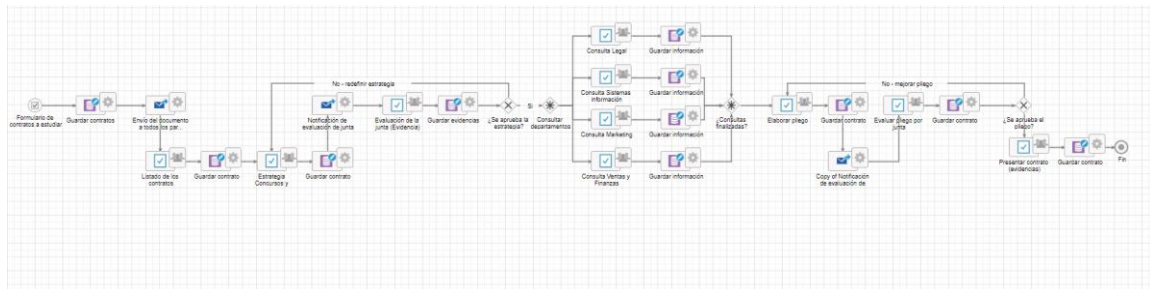 Formulario de
contratos a estudiar
Guardar contratos
Envío del documento
a todos los par...
Listado de los
contratos
Guardar contrato
Estrategia
Concursos y
Guardar contrato
No - redefinir estrategia
Notificación de
evaluación de junta
Evaluación de la
junta (Evidencia)
Guardar evidencias
¿Se aprueba la
estrategia?
Si
Consultar
departamentos
Consulta Legal
Guardar información
Consulta Sistemas
información
Guardar información
Consulta Marketing
Guardar información
Consulta Ventas y
Finanzas
Guardar información
¿Consultas
finalizadas?
No - mejorar pliego
Elaborar pliego
Guardar contrato
Copy of Notificación
de evaluación de
Evaluar pliego por
junta
Guardar contrato
¿Se aprueba el
pliego?
Presentar contrato
(evidencias)
Guardar contrato
Fin